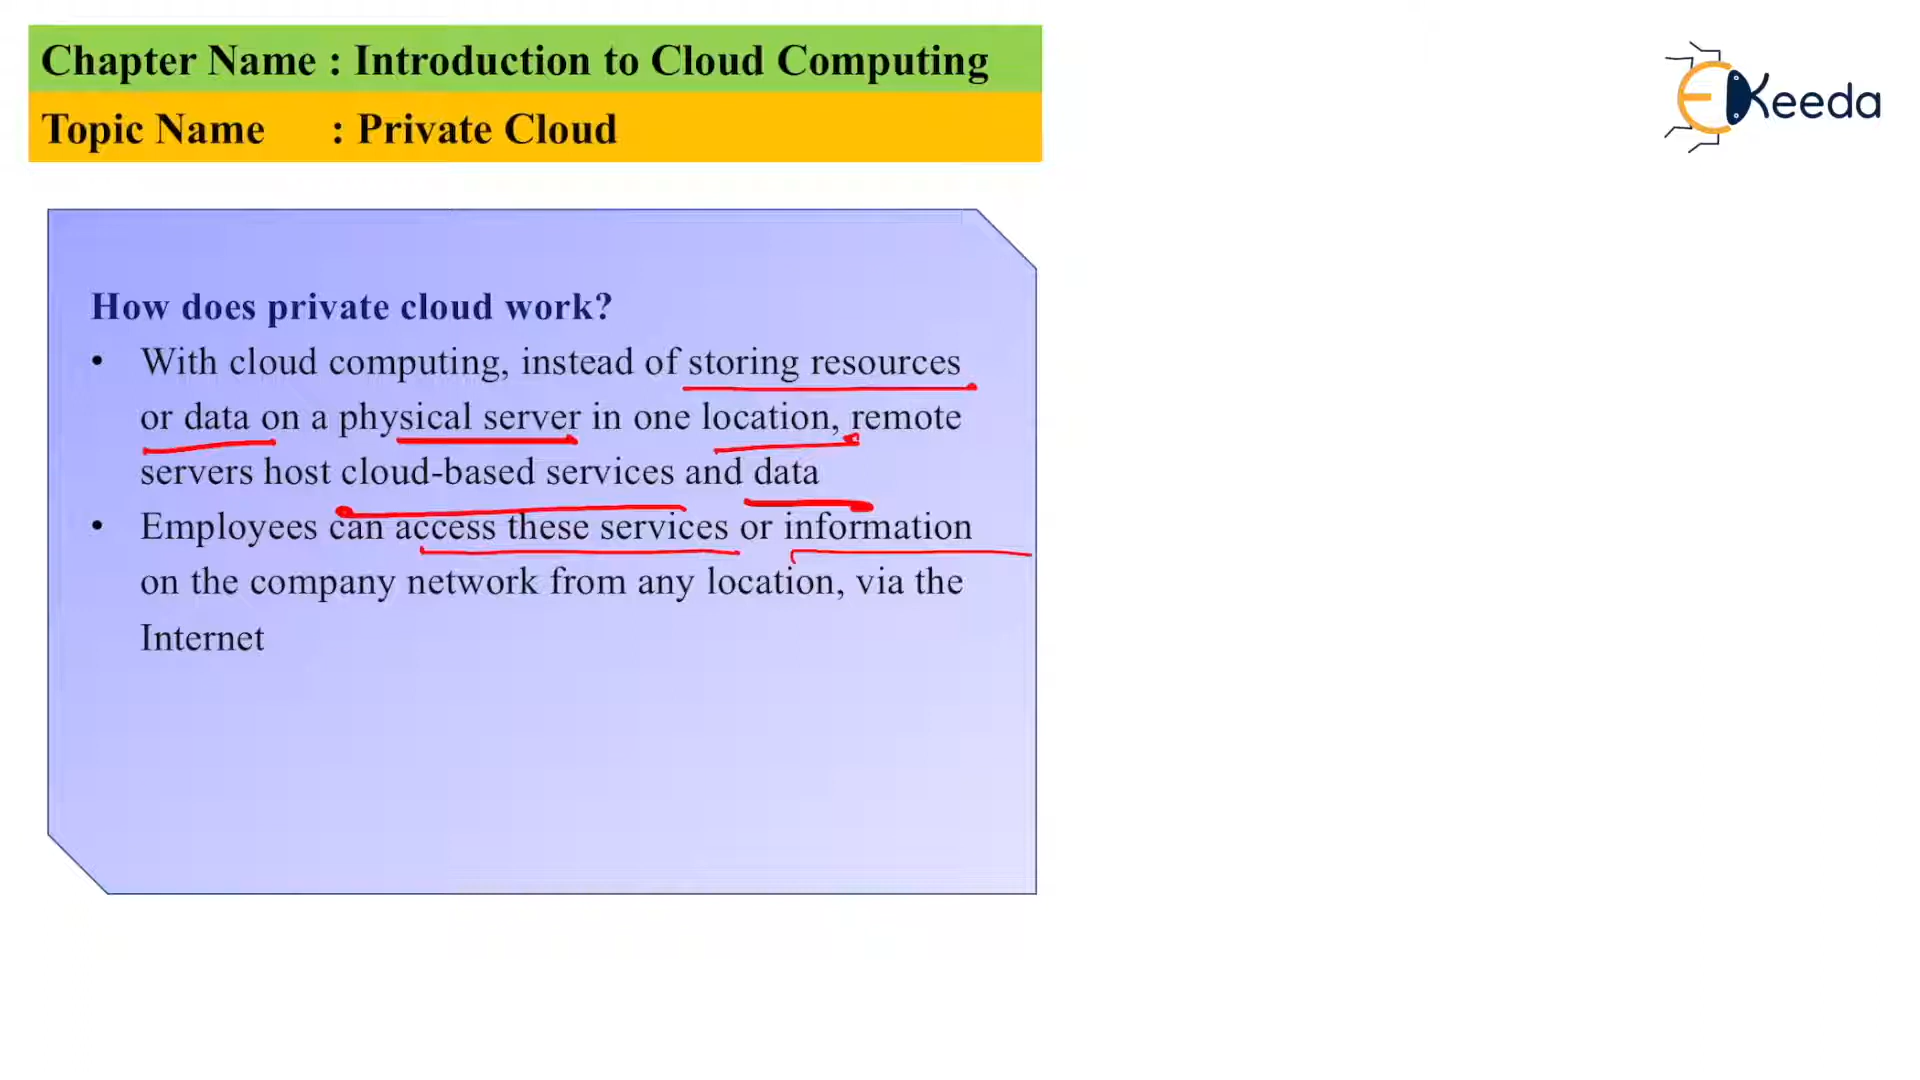 Chapter Name : Introduction to Cloud Computing
Topic Name : Private Cloud
EKeeda
How does private cloud work?
• With cloud computing, instead of storing resources
or data on a physical server in one location, remote
servers host cloud-based services and data
• Employees can access these services or information
on the company network from any location, via the
Internet